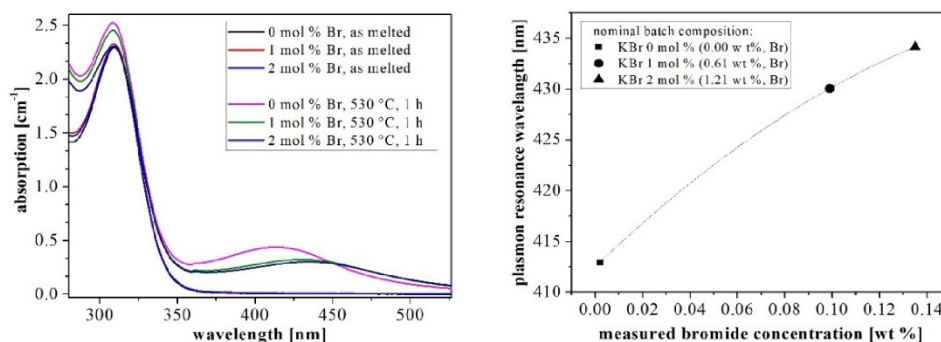 2.5
2.0
1.5
1.0
0.5
0.0
absorption [cm-1]
0 mol % Br, as melted
1 mol % Br, as melted
2 mol % Br, as melted
0 mol % Br, 530 °C, 1 h
1 mol % Br, 530 °C, 1 h
2 mol % Br, 530 °C, 1 h
300 350 400 450 500
wavelength [nm]
435
430
425
420
415
410
plasmon resonance wavelength [nm]
nominal batch composition:
KBr 0 mol % (0.00 w t%, Br)
KBr 1 mol % (0.61 wt %, Br)
KBr 2 mol % (1.21 wt %, Br)
0.00 0.02 0.04 0.06 0.08 0.10 0.12 0.14
measured bromide concentration [wt %]